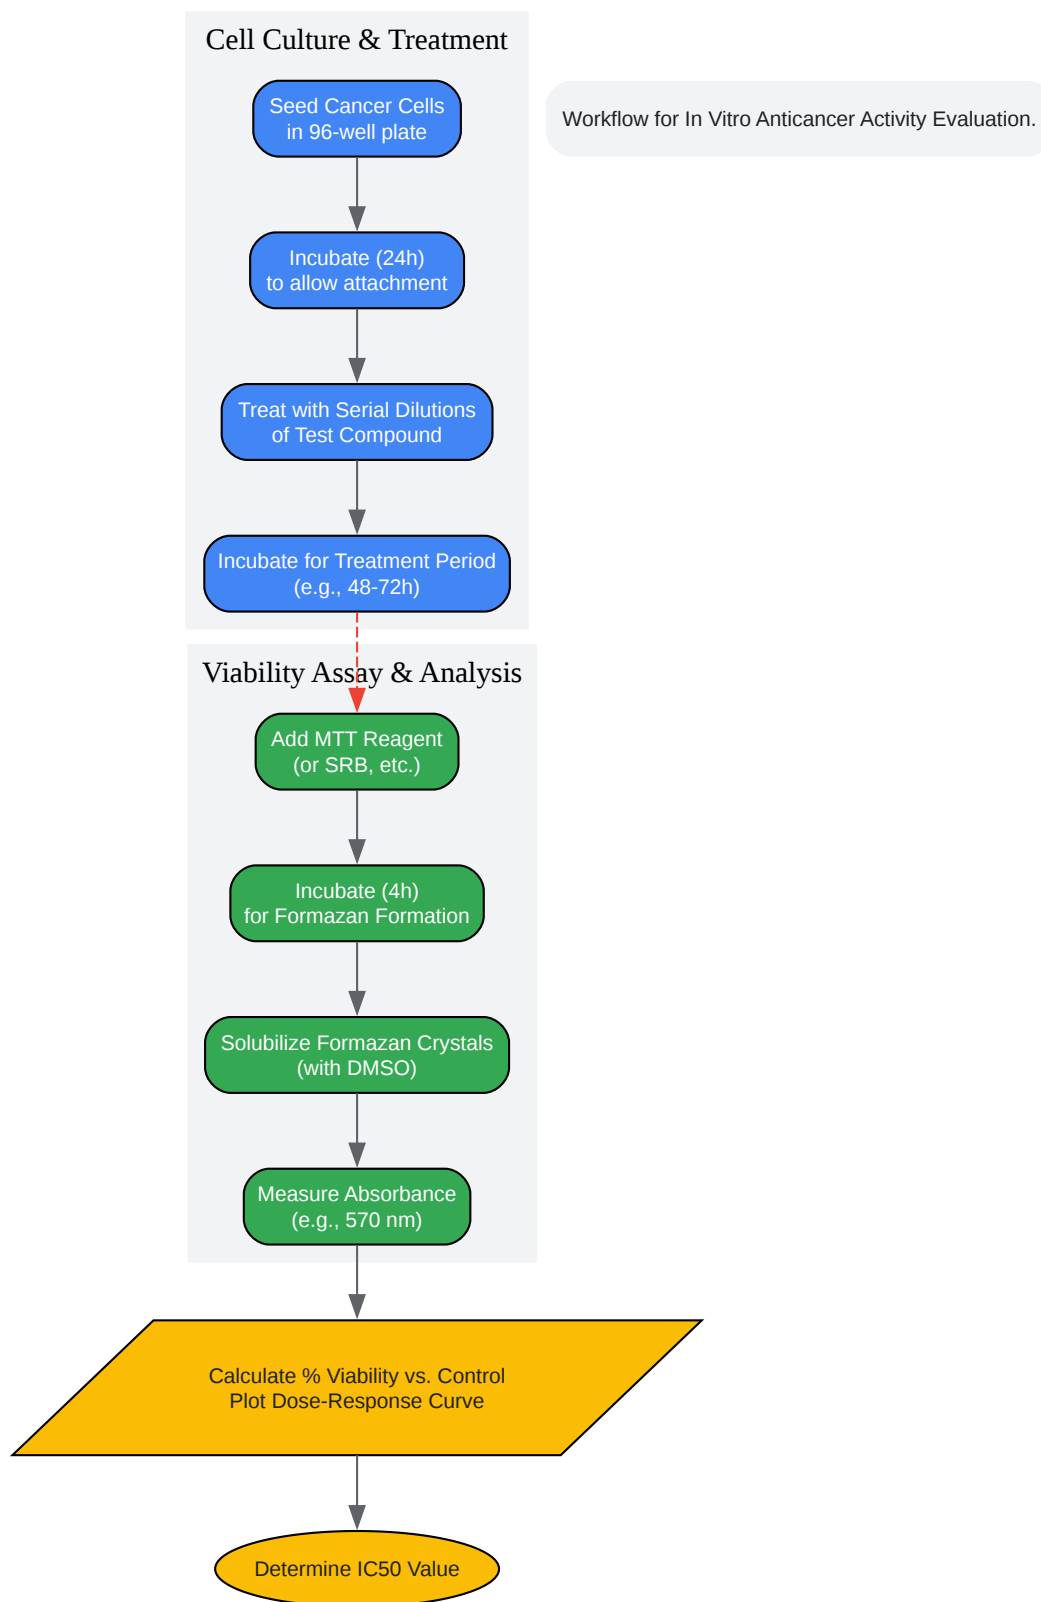 Cell Culture & Treatment
Seed Cancer Cells
in 96-well plate
Workflow for In Vitro Anticancer Activity Evaluation.
Incubate (24h)
to allow attachment
Treat with Serial Dilutions
of Test Compound
Incubate for Treatment Period
(e.g., 48-72h)
Viability Assay & Analysis
Add MTT Reagent
(or SRB, etc.)
Incubate (4h)
for Formazan Formation
Solubilize Formazan Crystals
(with DMSO)
Measure Absorbance
(e.g., 570 nm)
Calculate % Viability vs. Control
Plot Dose-Response Curve
Determine IC50 Value